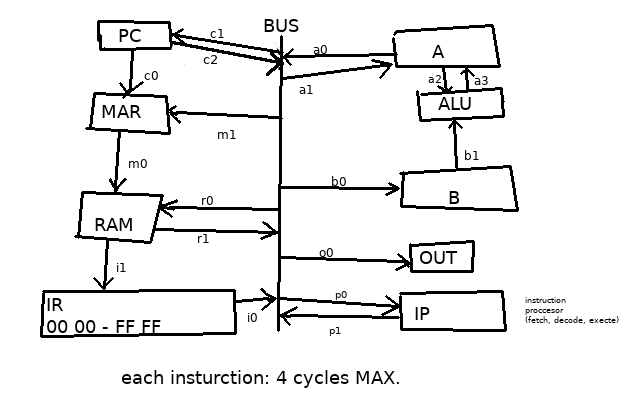 BUS
PC
c1
c2
a0
a1
A
a2
a3
c0
MAR
m1
ALU
m0
b1
b0
B
r0
RAM
r1
o0
OUT
i1
IR
00 00 - FF FF
i0
p0
p1
IP
instruction
proccesor
(fetch, decode, execte)
each insturction: 4 cycles MAX.